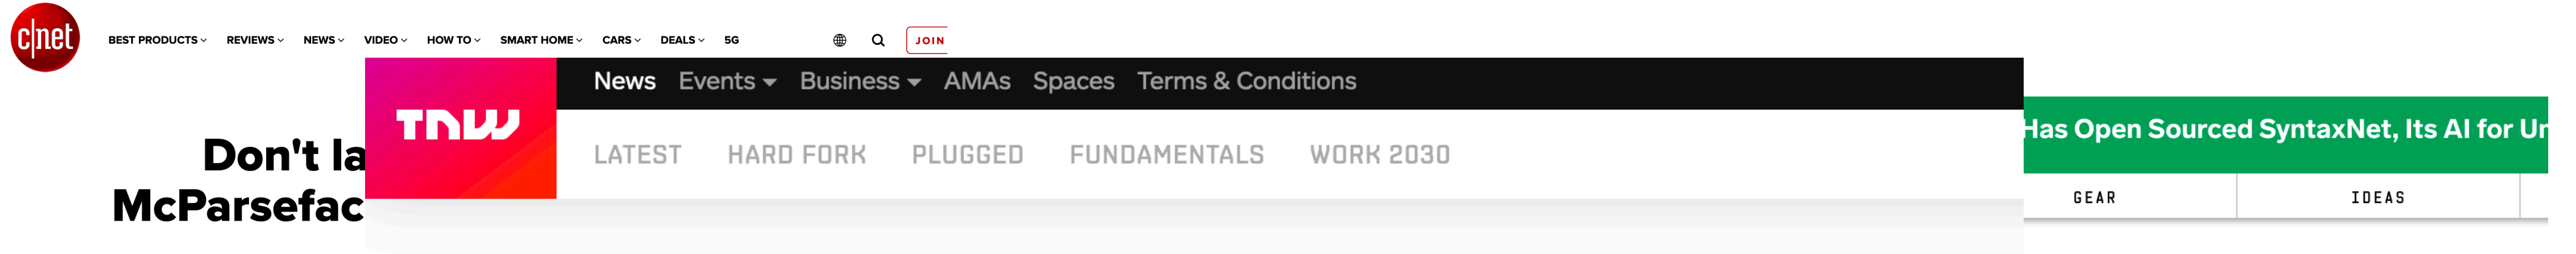 c|net
BEST PRODUCTS REVIEWS NEWS VIDEO HOW TO SMART HOME CARS DEALS 5G JOIN
Don't la
McParsefac
TNW
News Events Business AMAs Spaces Terms & Conditions
LATEST HARD FORK PLUGGED FUNDAMENTALS WORK 2030
Has Open Sourced SyntaxNet, Its AI for Un
GEAR IDEAS